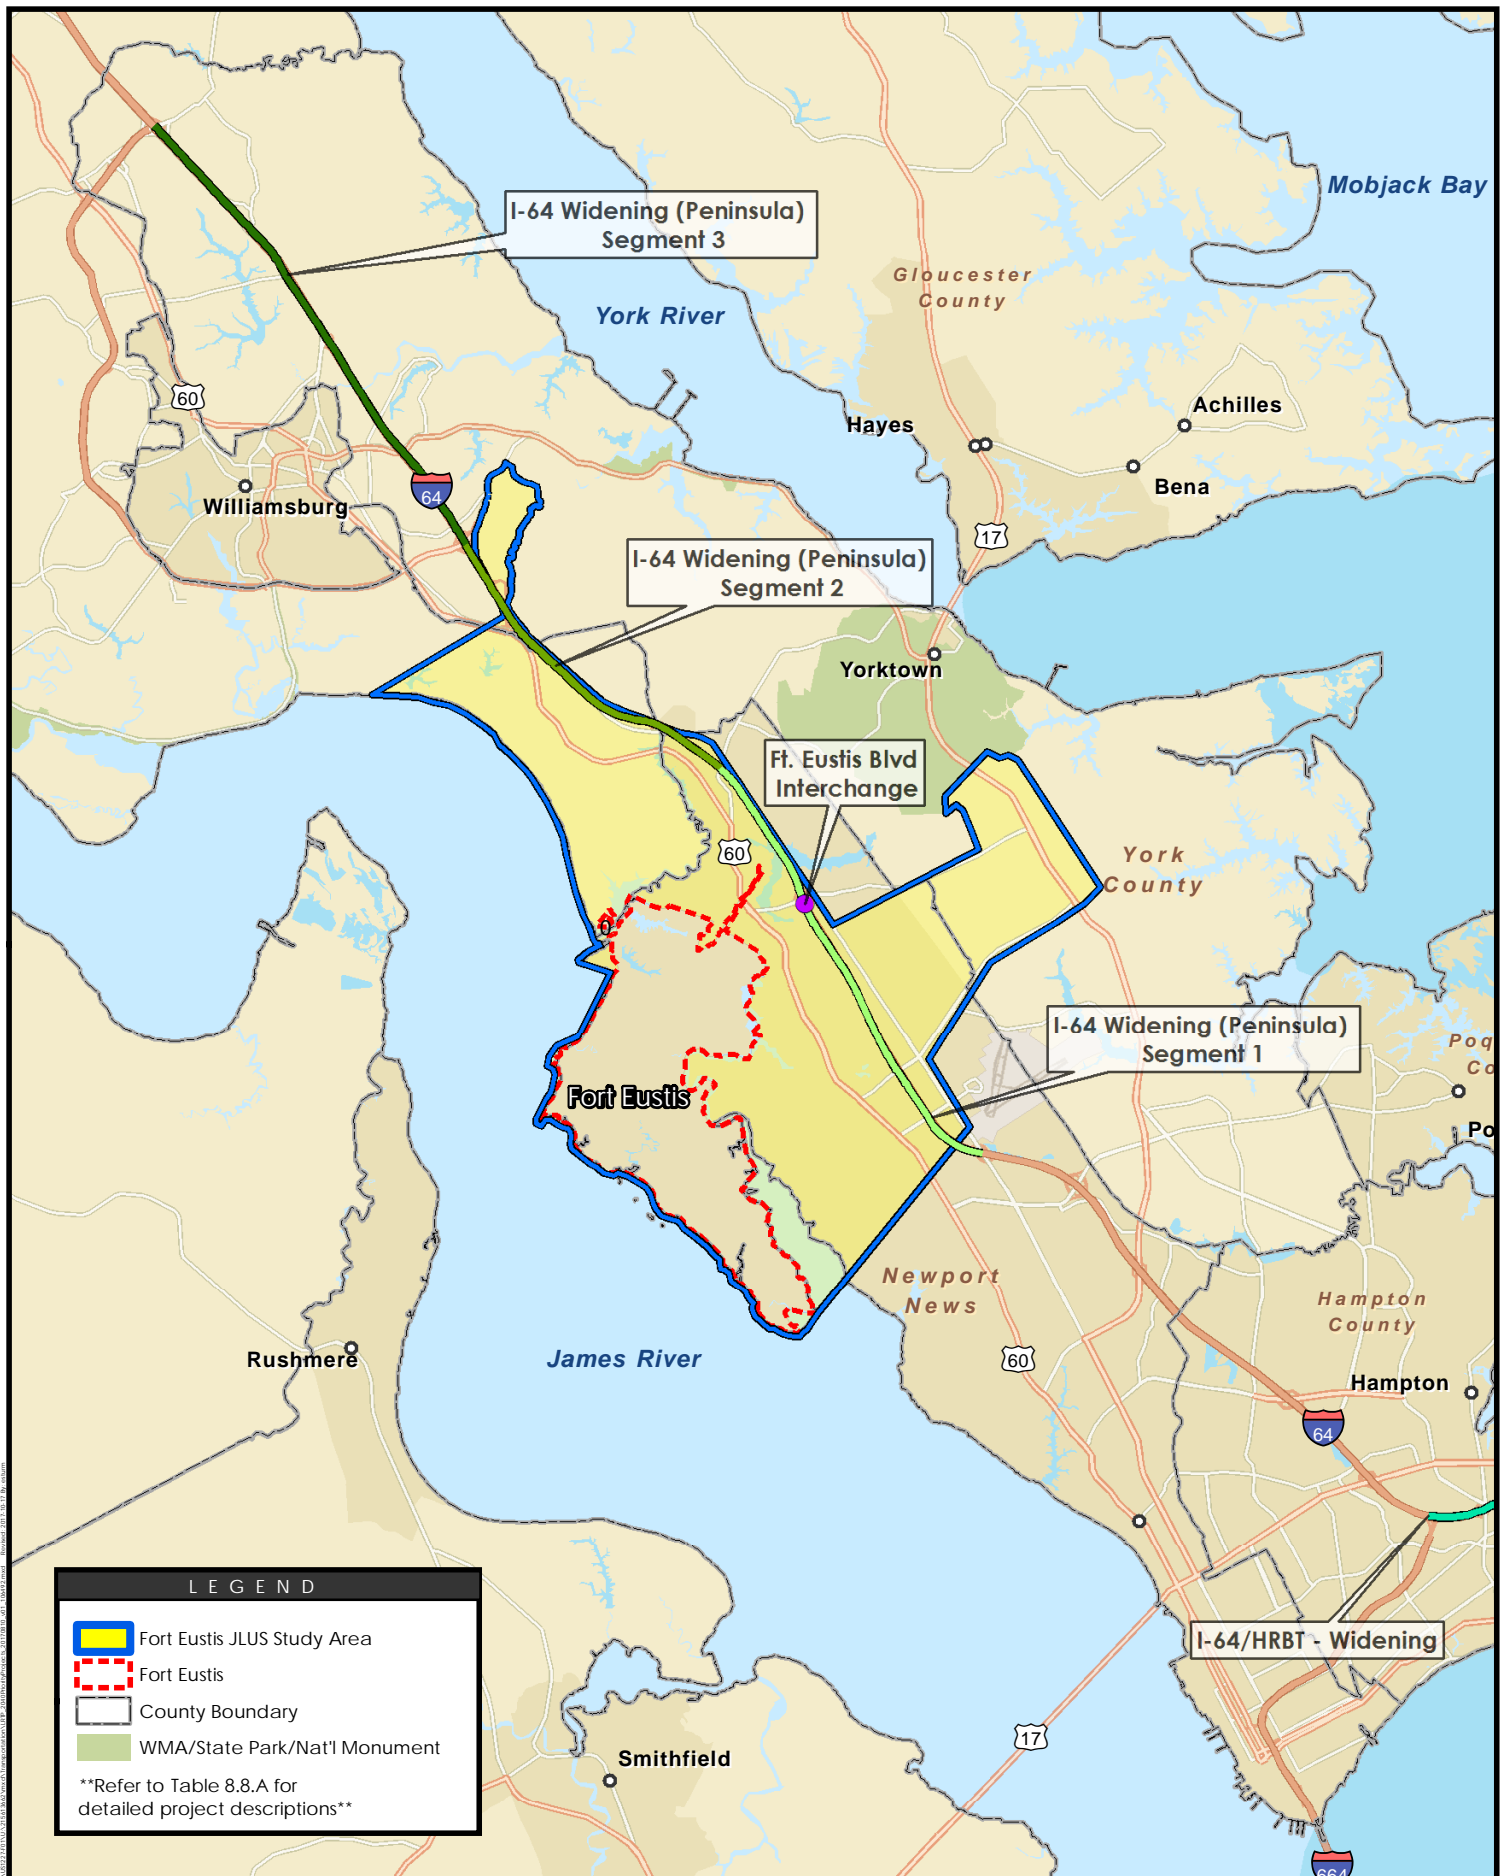 Mobjack Bay
I-64 Widening (Peninsula)
Segment 3
Gloucester
County
York River
60
Achilles
Hayes
Bena
64
Williamsburg
17
I-64 Widening (Peninsula)
Segment 2
Yorktown
Ft. Eustis Blvd
Interchange
60
York
County
0
I-64 Widening (Peninsula)
Segment 1
Poq
Co
Fort Eustis
Po
Newport
News
Hampton
County
James River
Rushmere
60
Hampton
64
I-64/HRBT - Widening
17
Smithfield
664
LEGEND
Fort Eustis JLUS Study Area
Fort Eustis
County Boundary
WMA/State Park/Nat'l Monument
**Refer to Table 8.8.A for
detailed project descriptions**